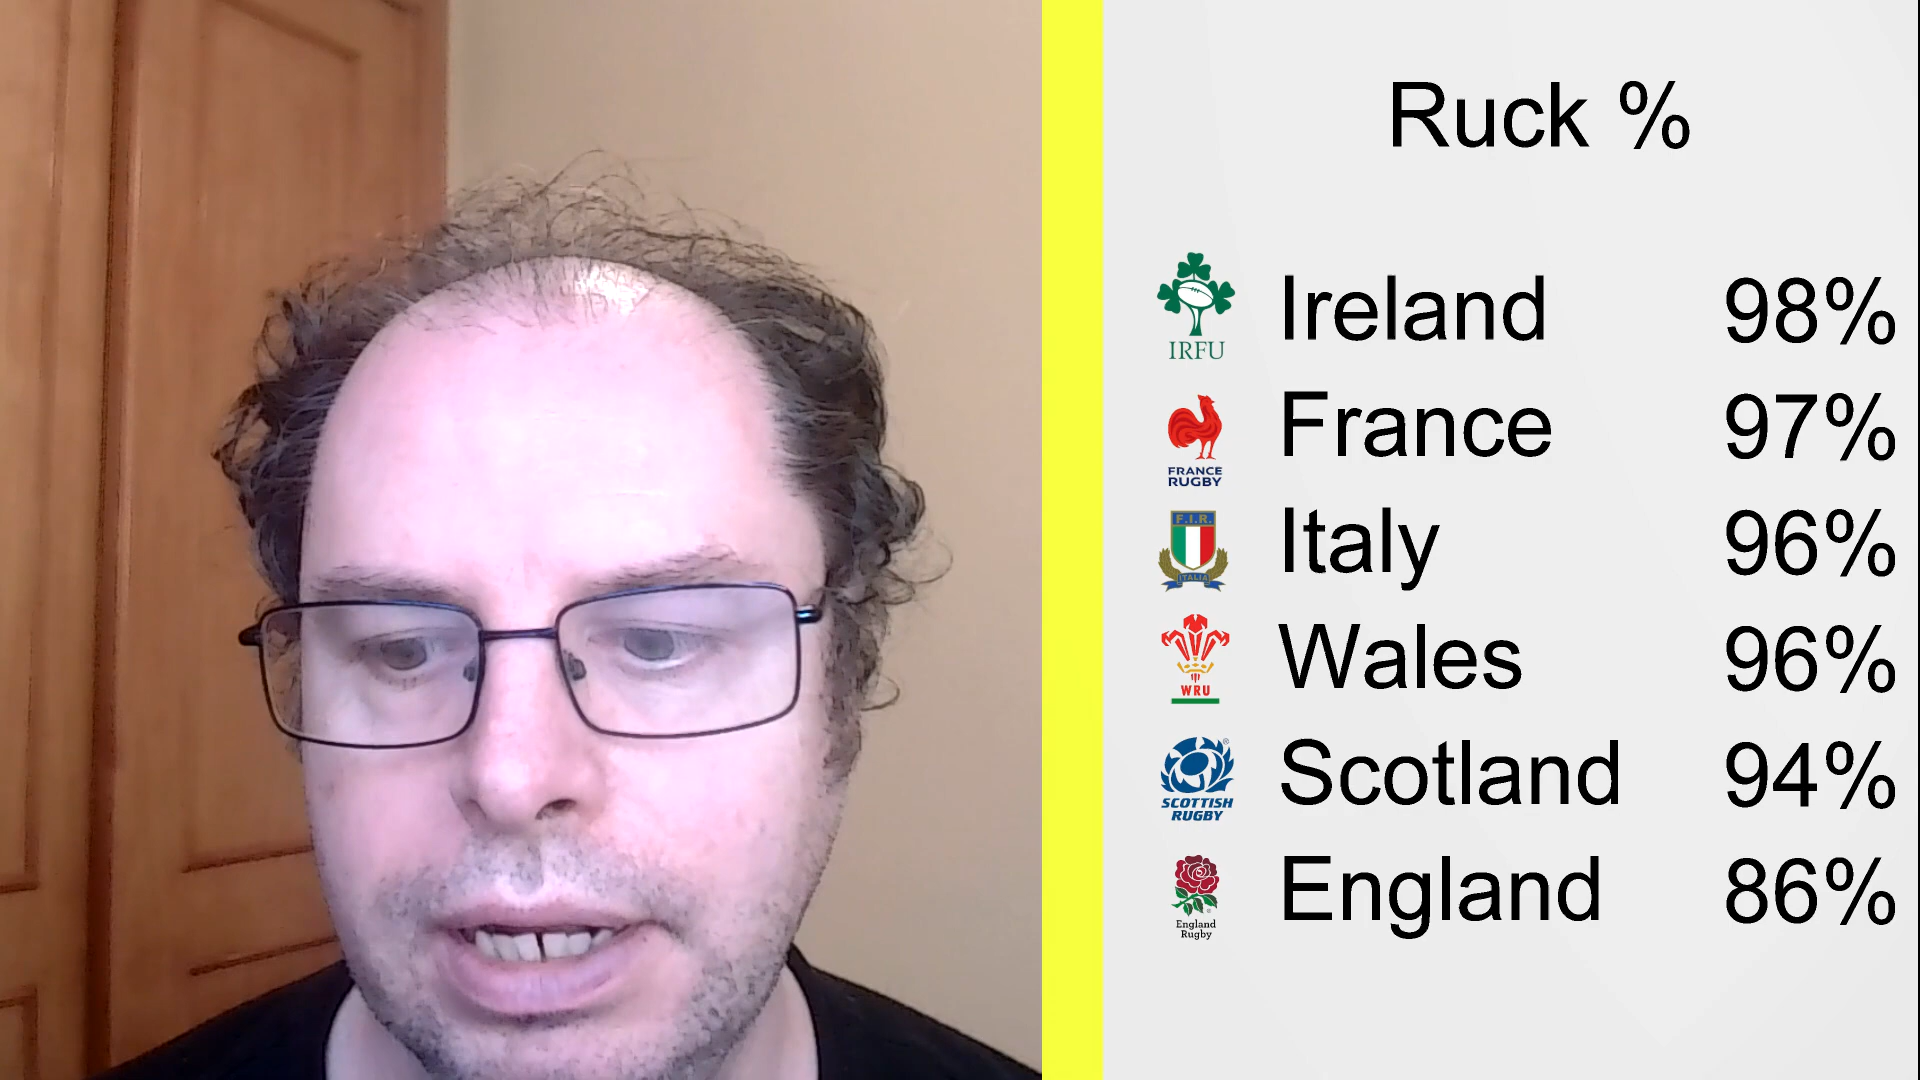 Ruck %
IRFU
Ireland 98%
France 97%
FRANCE
RUGBY
F.I.R.
Italy 96%
ITALIA
Wales 96%
WRU
Scotland 94%
SCOTTISH
RUGBY
England 86%
England
Rugby